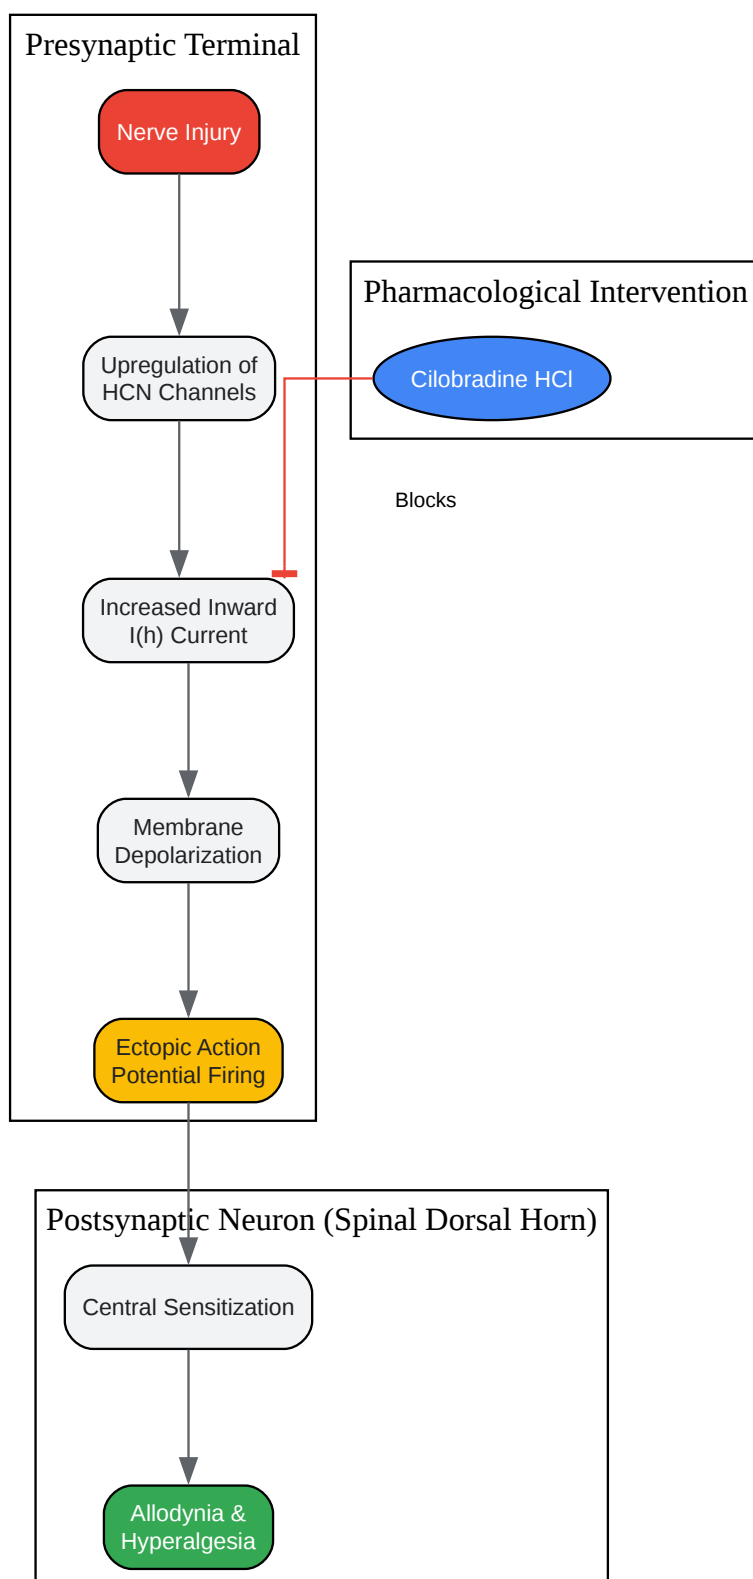 Presynaptic Terminal
Nerve Injury
Pharmacological Intervention
Upregulation of
HCN Channels
Cilobradine HCl
Blocks
Increased Inward
I(h) Current
Membrane
Depolarization
Ectopic Action
Potential Firing
Postsynaptic Neuron (Spinal Dorsal Horn)
Central Sensitization
Allodynia &
Hyperalgesia